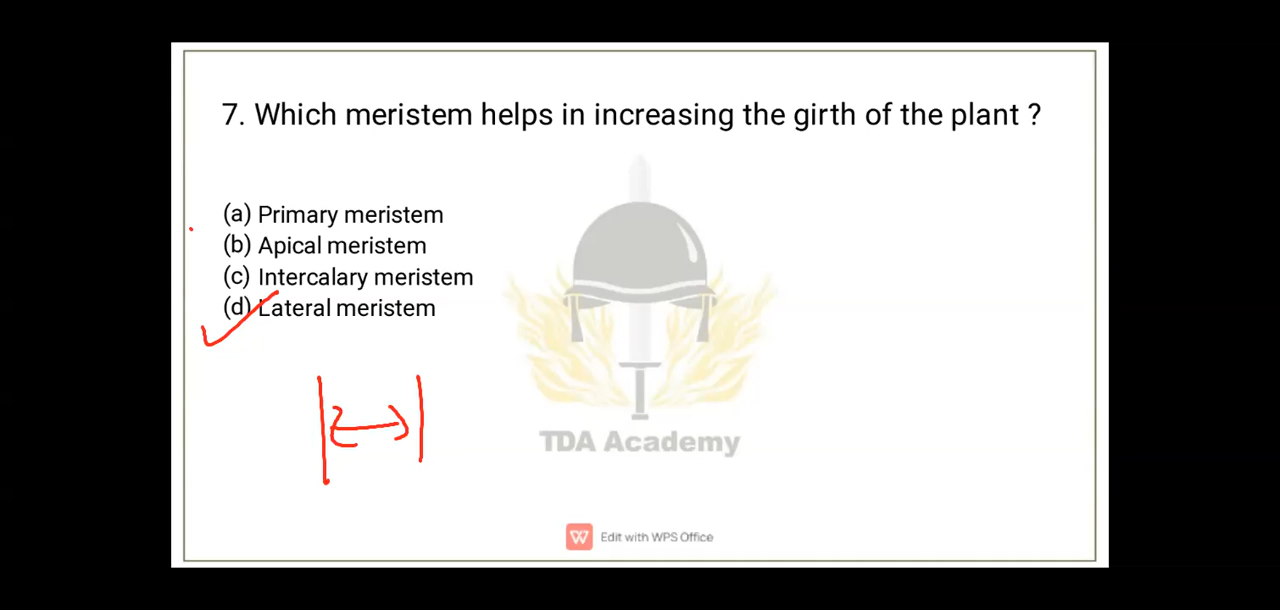 7. Which meristem helps in increasing the girth of the plant ?
(a) Primary meristem
(b) Apical meristem
(c) Intercalary meristem
(d) Lateral meristem
TDA Academy
Edit with WPS Office